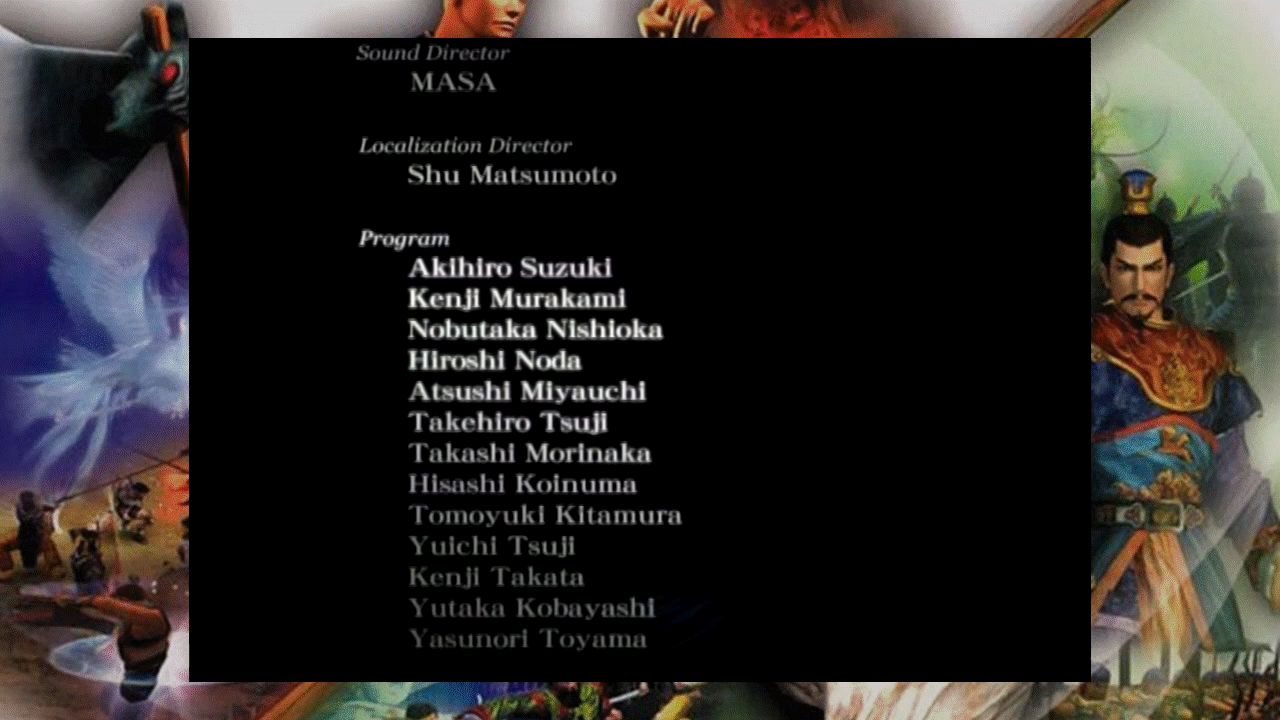 Sound Director
MASA
Localization Director
Shu Matsumoto
Program
Akihiro Suzuki
Kenji Murakami
Nobutaka Nishioka
Hiroshi Noda
Atsushi Miyauchi
Takehiro Tsuji
Takashi Morinaka
Hisashi Koinuma
Tomoyuki Kitamura
Yuichi Tsuji
Kenji Takata
Yutaka Kobayashi
Yasunori Toyama